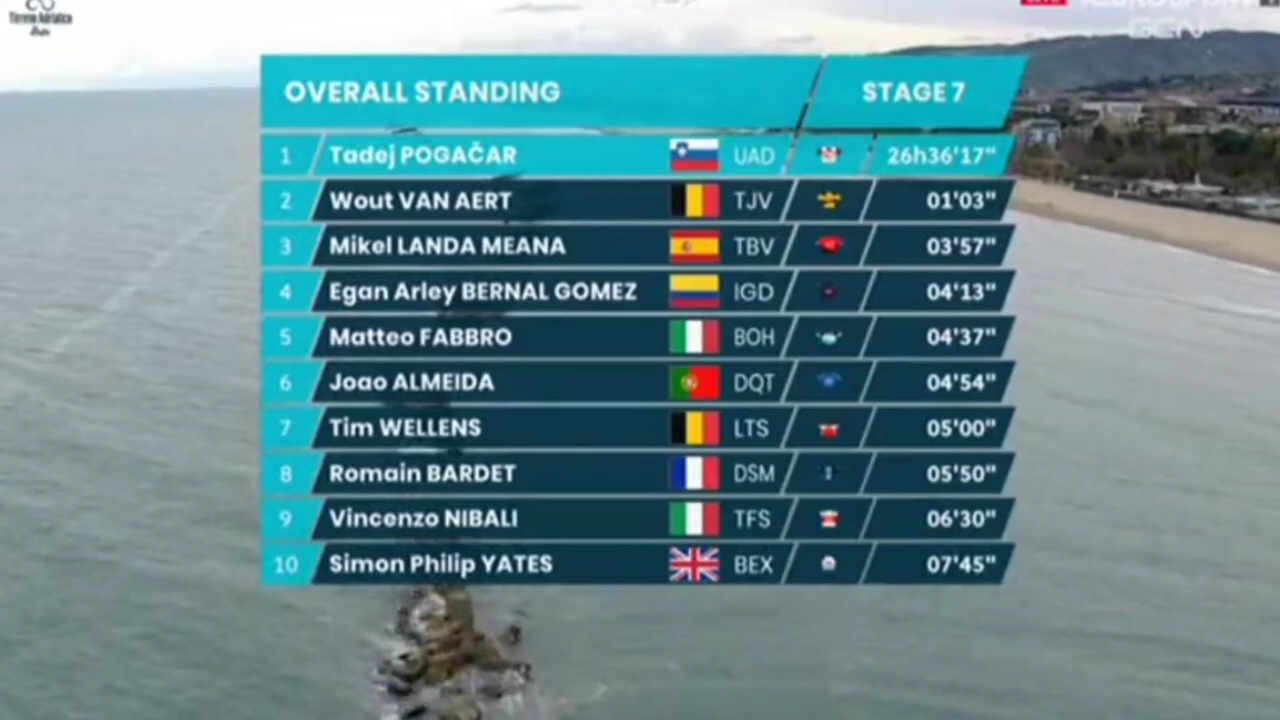 Tirreno Adriatico
OVERALL STANDING STAGE 7
1 Tadej POGAČAR UAD 26h36'17"
2 Wout VAN AERT TJV 01'03"
3 Mikel LANDA MEANA TBV 03'57"
4 Egan Arley BERNAL GOMEZ IGD 04'13"
5 Matteo FABBRO BOH 04'37"
6 Joao ALMEIDA DQT 04'54"
7 Tim WELLENS LTS 05'00"
8 Romain BARDET DSM 05'50"
9 Vincenzo NIBALI TFS 06'30"
10 Simon Philip YATES BEX 07'45"